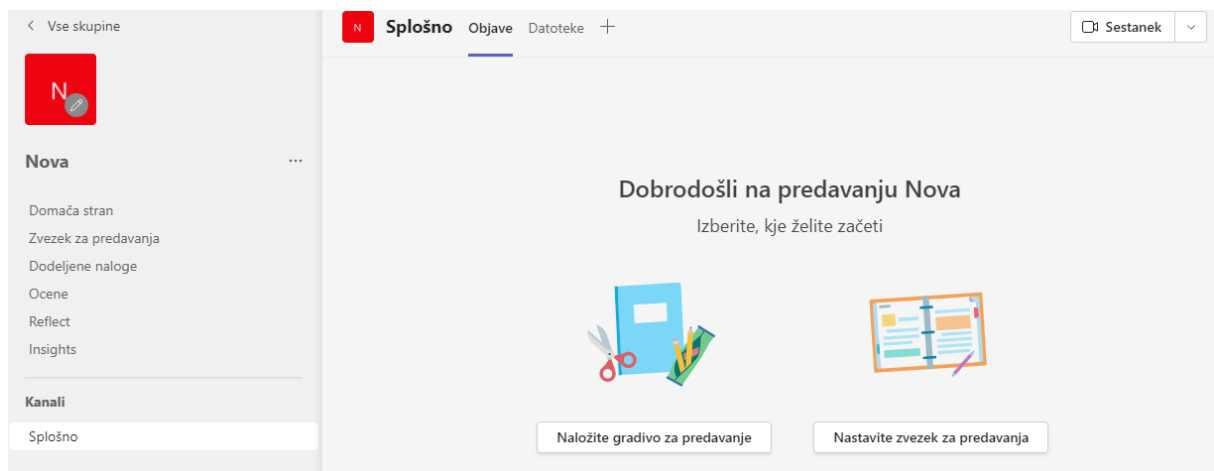 < Vse skupine
N
Nova
...
Domača stran
Zvezek za predavanja
Dodeljene naloge
Ocene
Reflect
Insights
Kanali
Splošno
N Splošno Objave Datoteke +
Sestanek
Dobrodošli na predavanju Nova
Izberite, kje želite začeti
Naložite gradivo za predavanje
Nastavite zvezek za predavanja